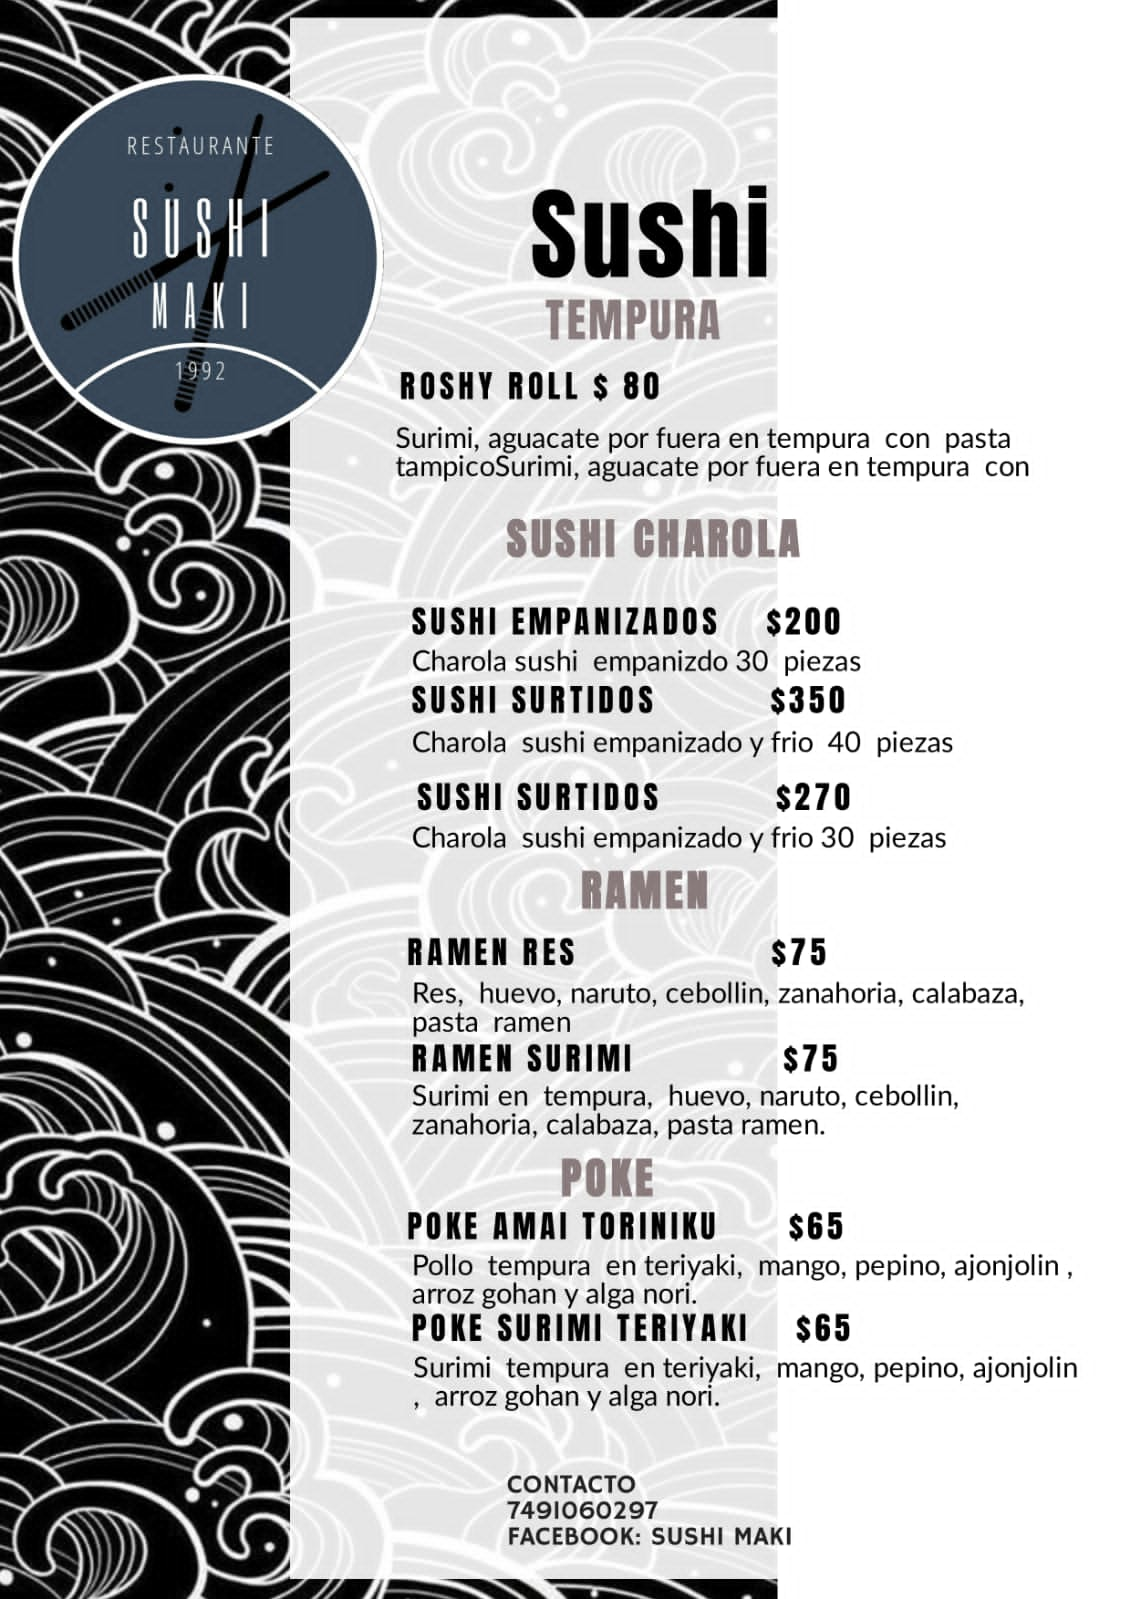 RESTAURANTE
SUSHI
MAKI
1992
Sushi
TEMPURA
ROSHY ROLL $ 80
Surimi, aguacate por fuera en tempura con pasta
tampicoSurimi, aguacate por fuera en tempura con
SUSHI CHAROLA
SUSHI EMPANIZADOS $200
Charola sushi empanizdo 30 piezas
SUSHI SURTIDOS $350
Charola sushi empanizado y frio 40 piezas
SUSHI SURTIDOS $270
Charola sushi empanizado y frio 30 piezas
RAMEN
RAMEN RES $75
Res, huevo, naruto, cebollin, zanahoria, calabaza,
pasta ramen
RAMEN SURIMI $75
Surimi en tempura, huevo, naruto, cebollin,
zanahoria, calabaza, pasta ramen.
POKE
POKE AMAI TORINIKU $65
Pollo tempura en teriyaki, mango, pepino, ajonjolin ,
arroz gohan y alga nori.
POKE SURIMI TERIYAKI $65
Surimi tempura en teriyaki, mango, pepino, ajonjolin
, arroz gohan y alga nori.
CONTACTO
7491060297
FACEBOOK: SUSHI MAKI